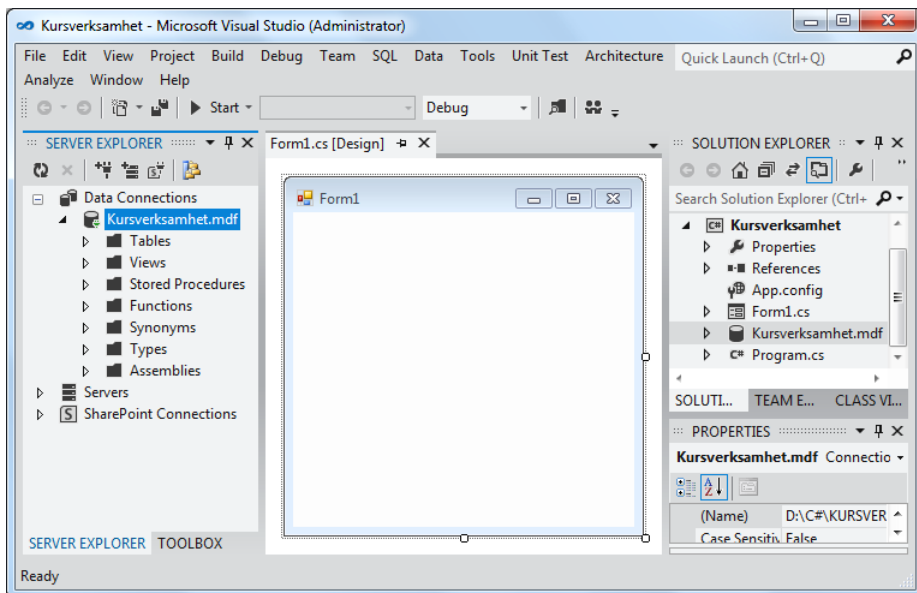 Kursverksamhet - Microsoft Visual Studio (Administrator)
File Edit View Project Build Debug Team SQL Data Tools Unit Test Architecture Quick Launch (Ctrl+Q)
Analyze Window Help
Start Debug
SERVER EXPLORER
Data Connections
Kursverksamhet.mdf
Tables
Views
Stored Procedures
Functions
Synonyms
Types
Assemblies
Servers
SharePoint Connections
SERVER EXPLORER TOOLBOX
Form1.cs [Design]
Form1
SOLUTION EXPLORER
Search Solution Explorer (Ctrl+
C# Kursverksamhet
Properties
References
App.config
Form1.cs
Kursverksamhet.mdf
C# Program.cs
SOLUTI... TEAM E... CLASS VI...
PROPERTIES
Kursverksamhet.mdf Connectio
(Name) D:\C#\KURSVER
Case Sensitiv False
Ready